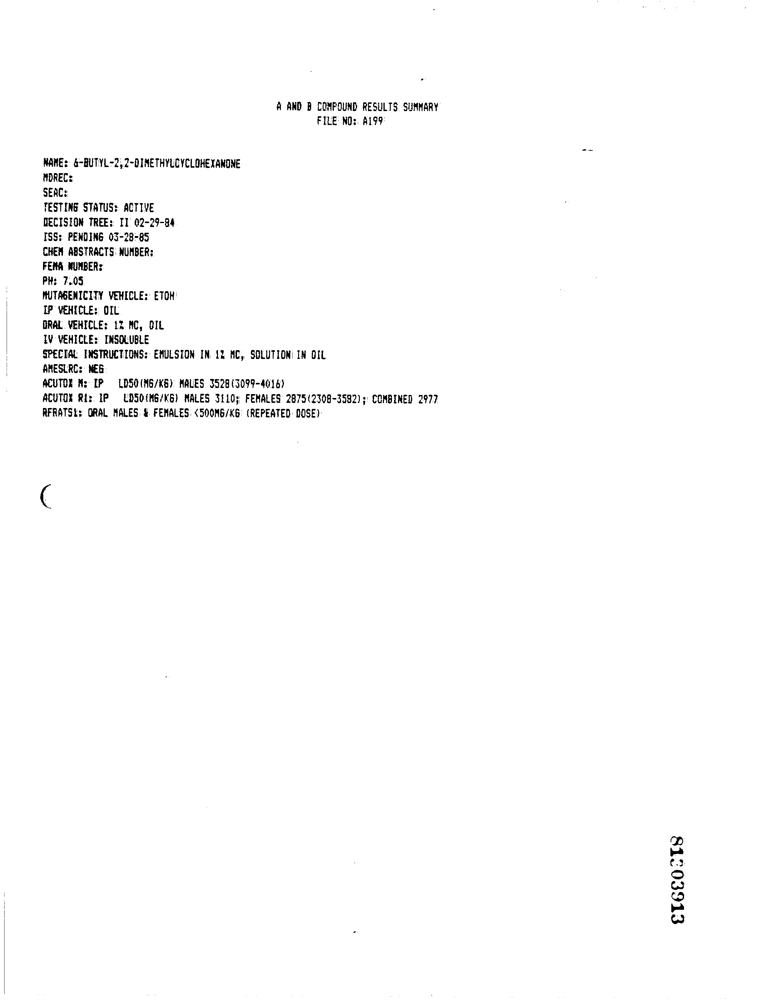 A AND B COMPOUND RESULTS SUMMARY
FILE NO: A199
NAME: 6-BUTYL-2,2-DIMETHYLCYCLOHEXANONE
MDREC:
SEAC:
TESTING STATUS: ACTIVE
DECISION TREE: II 02-29-84
ISS: PENDING 03-28-85
CHEM ABSTRACTS NUMBER:
FEMA NUMBER:
PH: 7.05
MUTAGENICITY VEHICLE: ETOH
IP VEHICLE: OIL
ORAL VEHICLE: 1% MC, OIL
IV VEHICLE: INSOLUBLE
SPECIAL INSTRUCTIONS: EMULSION IN 1% MC, SOLUTION IN OIL
AMESLRC: NEG
ACUTOX M: IP LD50(MG/KG) MALES 3528(3099-4016)
ACUTOX R1: IP LD50(MG/KG) MALES 3110; FEMALES 2875(2308-3582); COMBINED 2977
RFRATS1: ORAL MALES & FEMALES <500MG/KG (REPEATED DOSE)